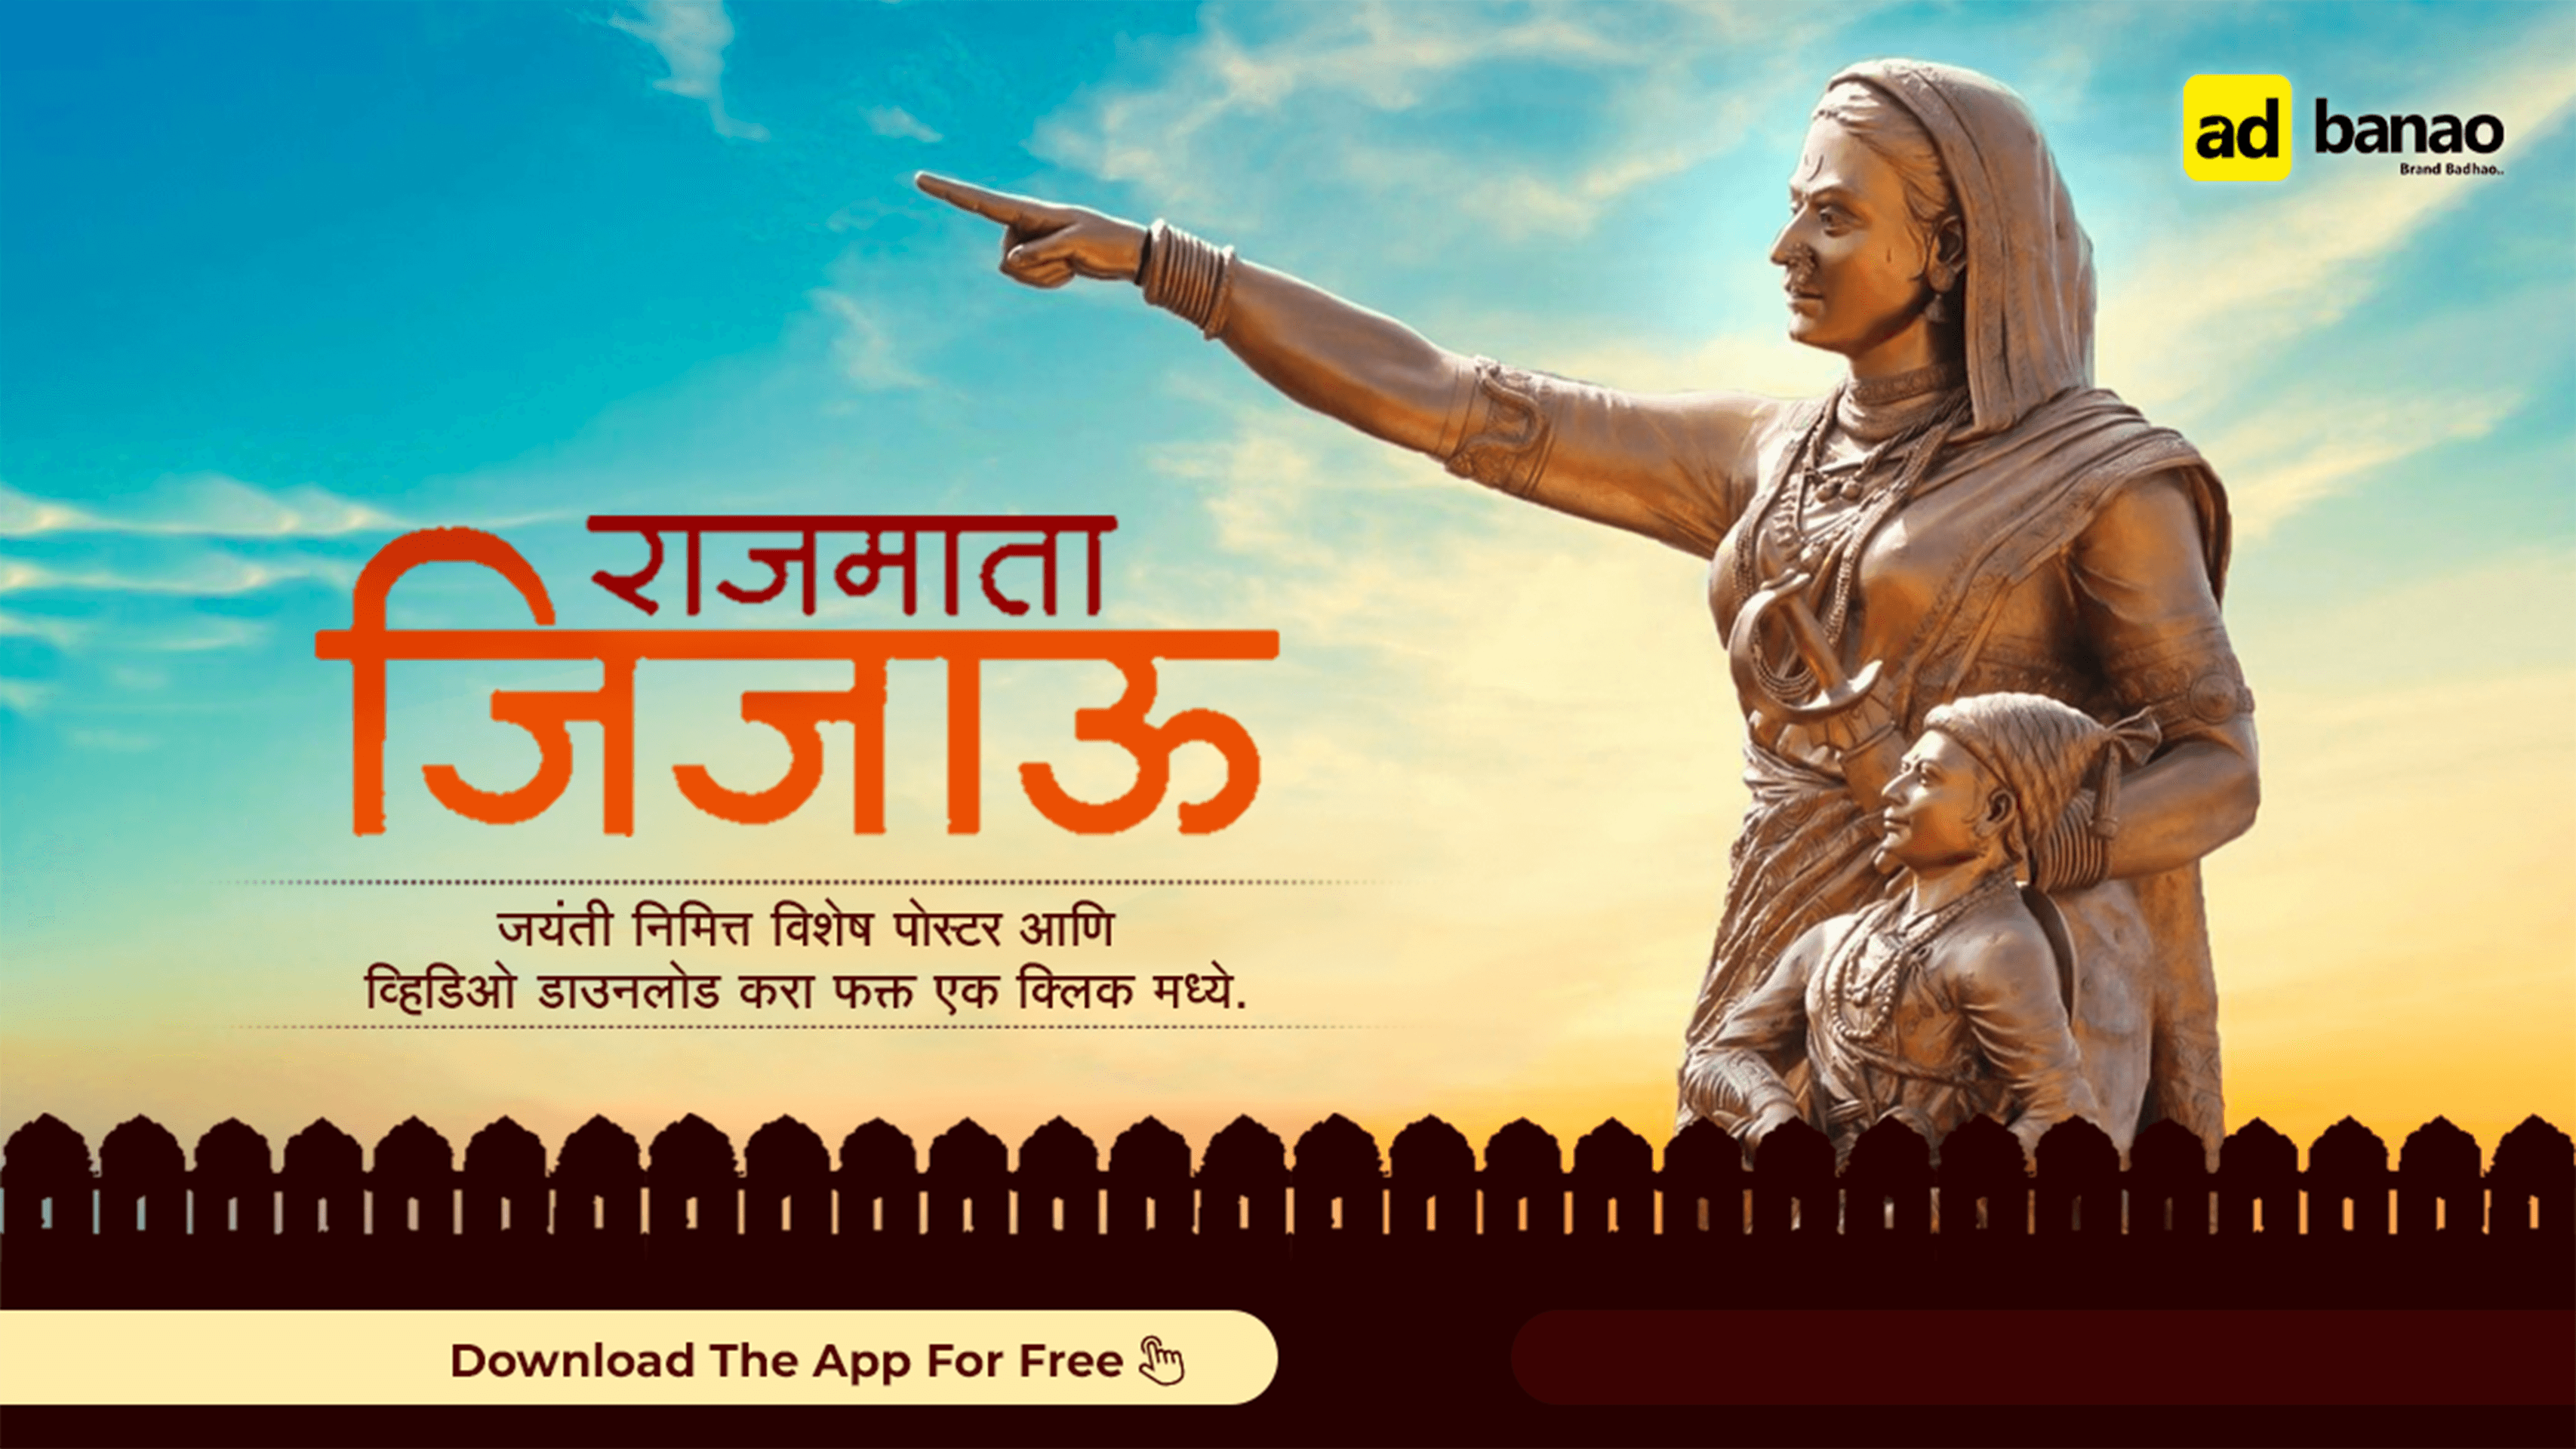 ad banao
Brand Badhao..
राजमाता
जिजाऊ
जयंती निमित्त विशेष पोस्टर आणि
व्हिडिओ डाउनलोड करा फक्त एक क्लिक मध्ये.
Download The App For Free